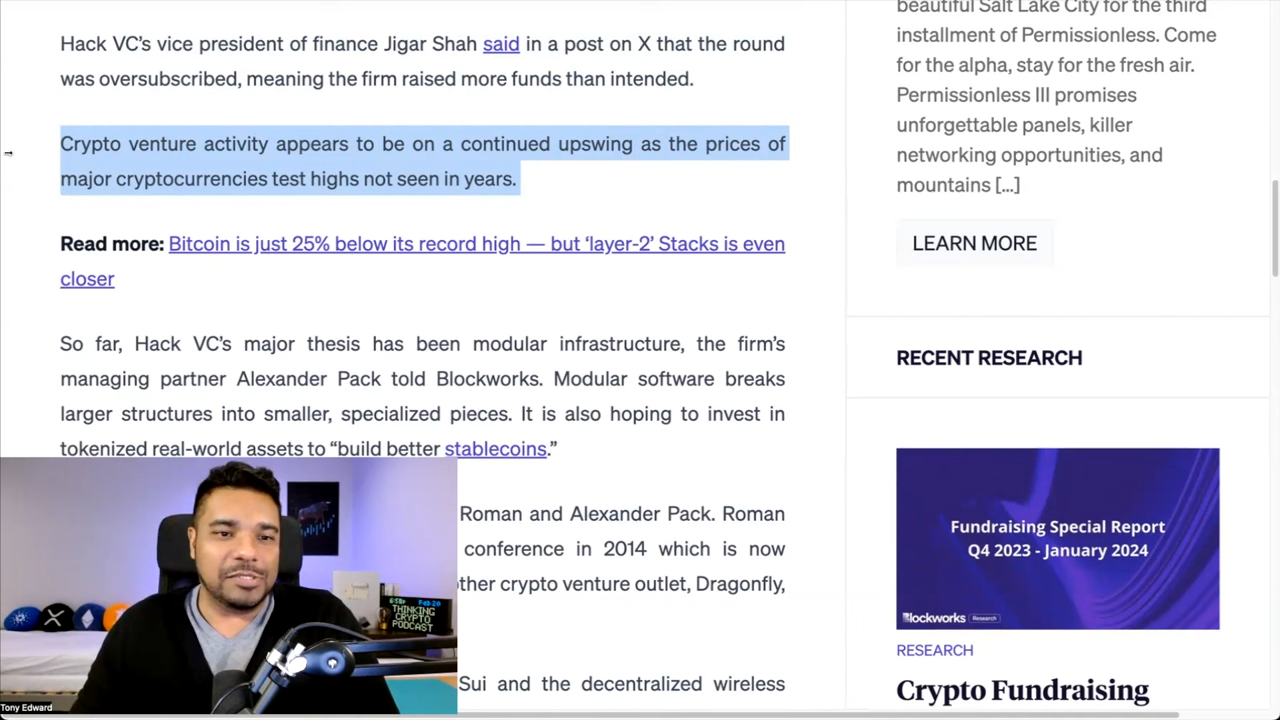 Hack VC’s vice president of finance Jigar Shah said in a post on X that the round
was oversubscribed, meaning the firm raised more funds than intended.
Crypto venture activity appears to be on a continued upswing as the prices of
major cryptocurrencies test highs not seen in years.
Read more: Bitcoin is just 25% below its record high — but ‘layer-2’ Stacks is even
closer
So far, Hack VC’s major thesis has been modular infrastructure, the firm’s
managing partner Alexander Pack told Blockworks. Modular software breaks
larger structures into smaller, specialized pieces. It is also hoping to invest in
tokenized real-world assets to “build better stablecoins.”
Roman and Alexander Pack. Roman
conference in 2014 which is now
other crypto venture outlet, Dragonfly,
Sui and the decentralized wireless
beautiful Salt Lake City for the third
installment of Permissionless. Come
for the alpha, stay for the fresh air.
Permissionless III promises
unforgettable panels, killer
networking opportunities, and
mountains [...]
LEARN MORE
RECENT RESEARCH
Fundraising Special Report
Q4 2023 - January 2024
Blockworks Research
RESEARCH
Crypto Fundraising
THINKING
CRYPTO
PODCAST
Tony Edward